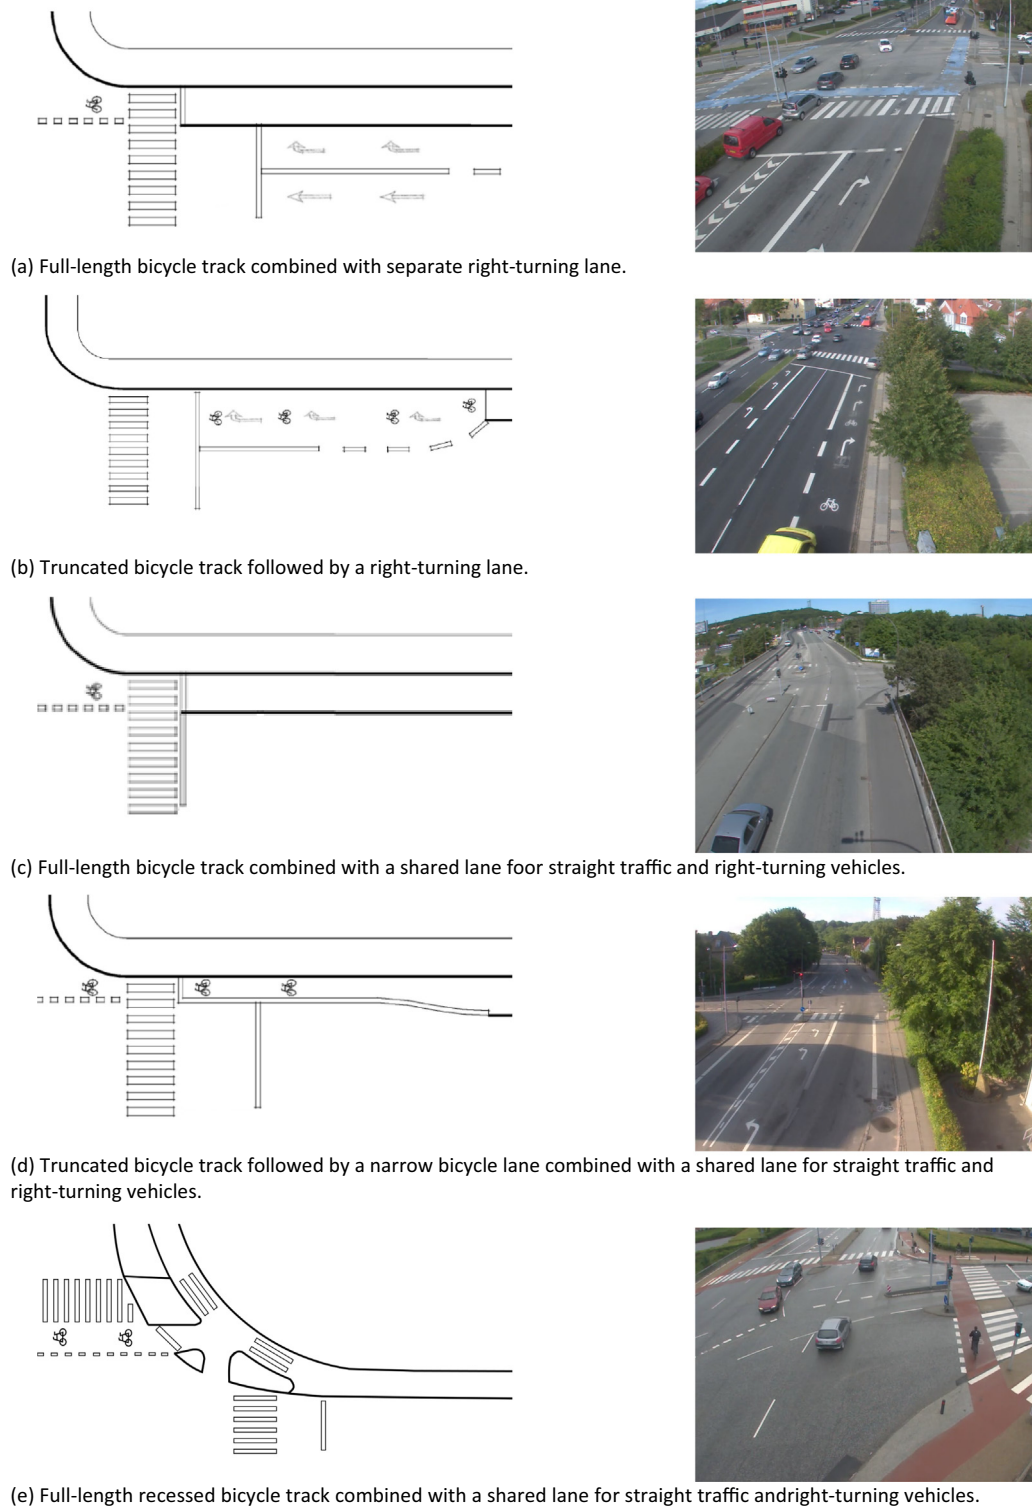 (a) Full-length bicycle track combined with separate right-turning lane.
(b) Truncated bicycle track followed by a right-turning lane.
(c) Full-length bicycle track combined with a shared lane foor straight traffic and right-turning vehicles.
(d) Truncated bicycle track followed by a narrow bicycle lane combined with a shared lane for straight traffic and
right-turning vehicles.
(e) Full-length recessed bicycle track combined with a shared lane for straight traffic andright-turning vehicles.